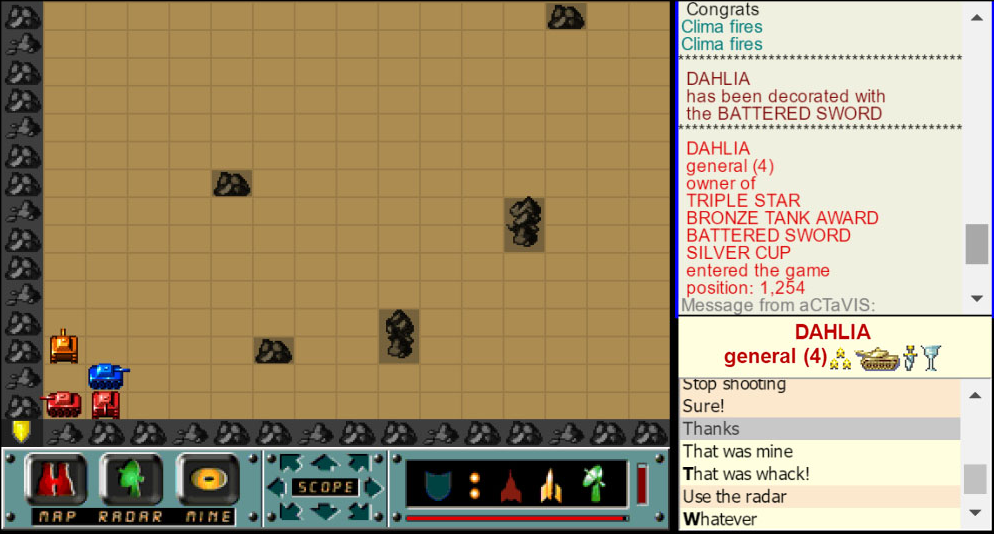 Congrats
Clima fires
Clima fires
****************************************************
DAHLIA
has been decorated with
the BATTERED SWORD
****************************************************
DAHLIA
general (4)
owner of
TRIPLE STAR
BRONZE TANK AWARD
BATTERED SWORD
SILVER CUP
entered the game
position: 1,254
Message from aCTaVIS:
DAHLIA
general (4)
Stop shooting
Sure!
Thanks
That was mine
That was whack!
Use the radar
Whatever
MAP RADAR MINE
SCOPE